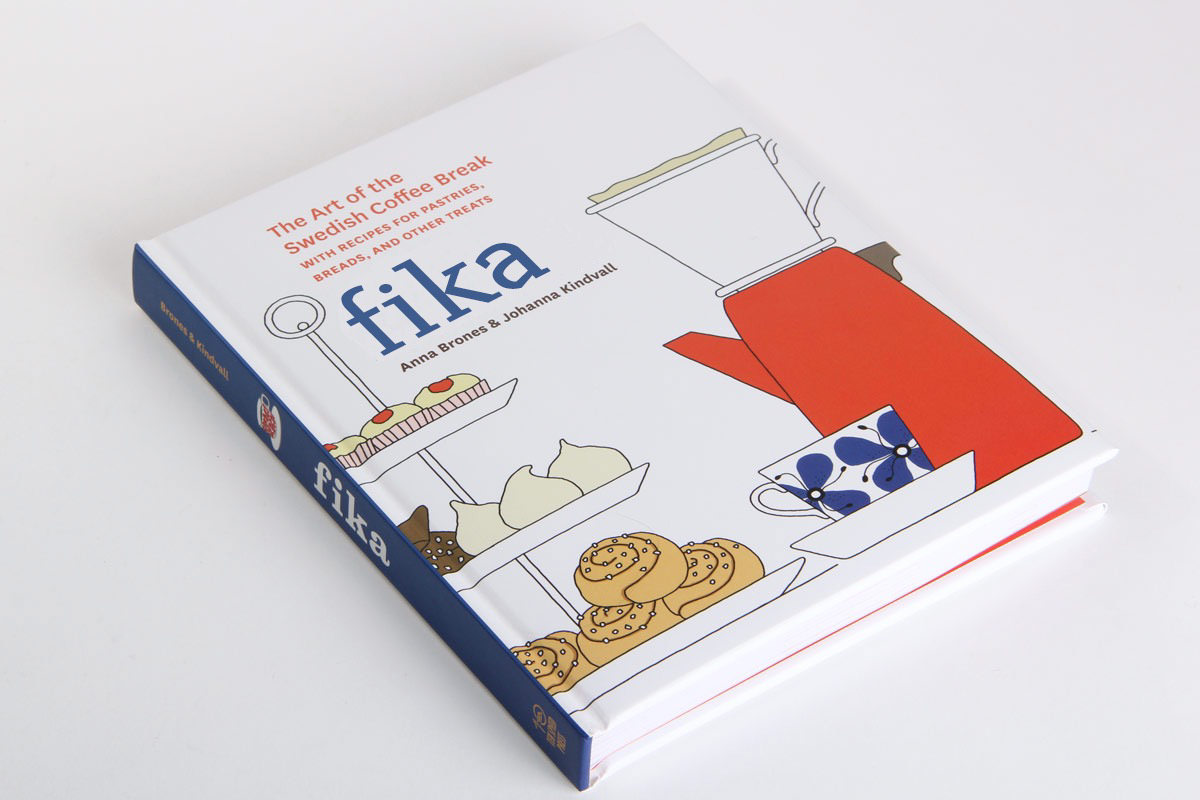 The Art of the
Swedish Coffee Break
WITH RECIPES FOR PASTRIES,
BREADS, AND OTHER TREATS
fika
Anna Brones & Johanna Kindvall
Brones & Kindvall
fika